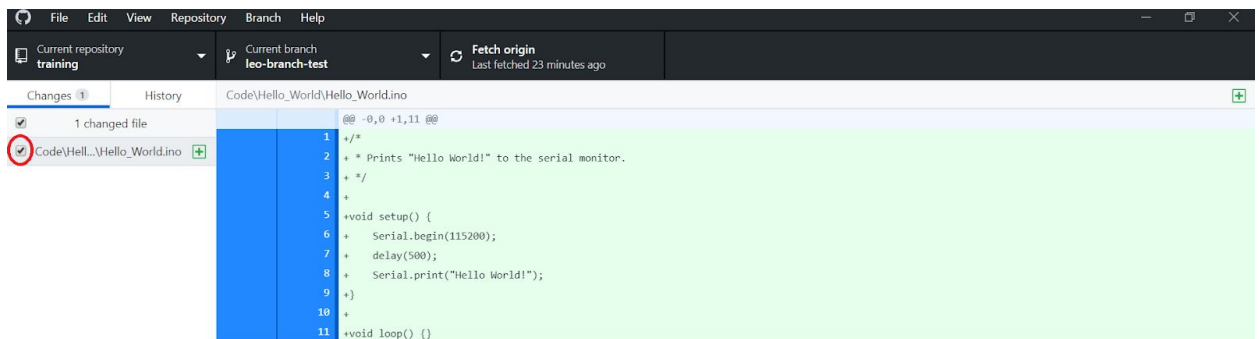 File Edit View Repository Branch Help
Current repository
training
Current branch
leo-branch-test
Fetch origin
Last fetched 23 minutes ago
Changes 1 History
Code\Hello_World\Hello_World.ino
1 changed file
Code\Hell...\Hello_World.ino
@@ -0,0 +1,11 @@
1 +/*
2 + * Prints "Hello World!" to the serial monitor.
3 + */
4 +
5 +void setup() {
6 +    Serial.begin(115200);
7 +    delay(500);
8 +    Serial.print("Hello World!");
9 +}
10 +
11 +void loop() {}